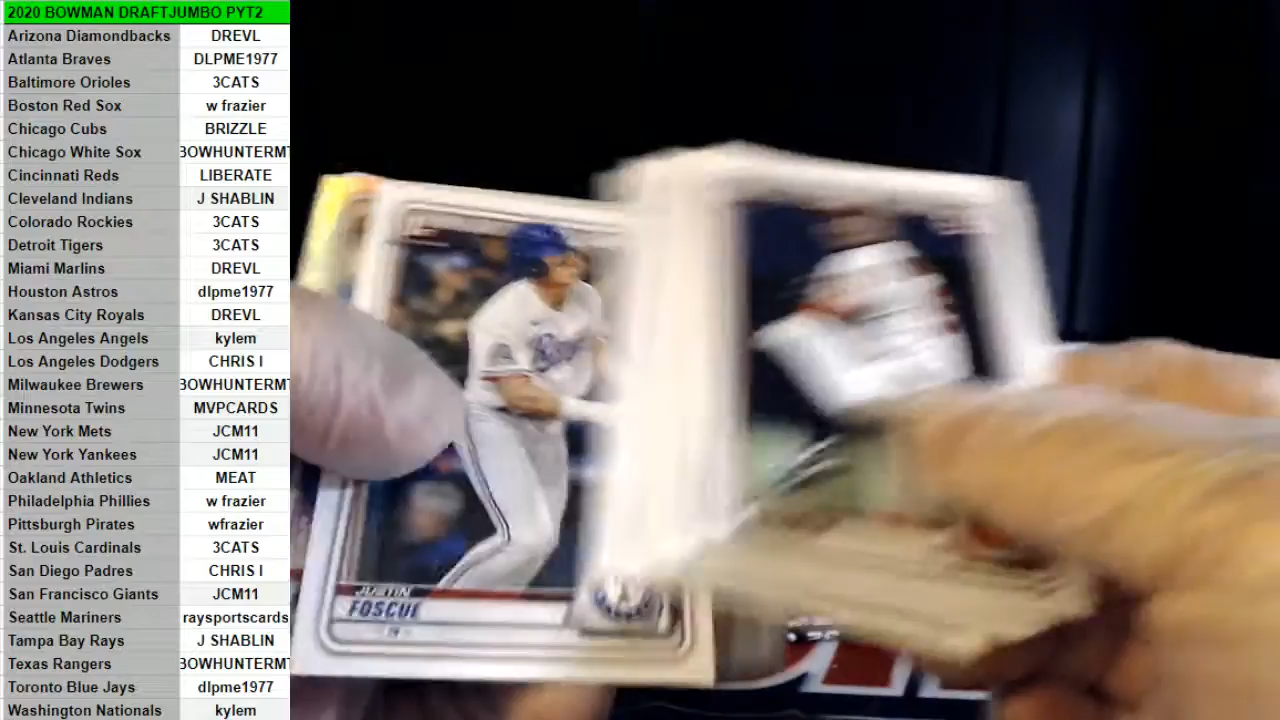 2020 BOWMAN DRAFTJUMBO PYT2
Arizona Diamondbacks DREVL
Atlanta Braves DLPME1977
Baltimore Orioles 3CATS
Boston Red Sox w frazier
Chicago Cubs BRIZZLE
Chicago White Sox BOWHUNTERMT
Cincinnati Reds LIBERATE
Cleveland Indians J SHABLIN
Colorado Rockies 3CATS
Detroit Tigers 3CATS
Miami Marlins DREVL
Houston Astros dlpme1977
Kansas City Royals DREVL
Los Angeles Angels kylem
Los Angeles Dodgers CHRIS I
Milwaukee Brewers BOWHUNTERMT
Minnesota Twins MVPCARDS
New York Mets JCM11
New York Yankees JCM11
Oakland Athletics MEAT
Philadelphia Phillies w frazier
Pittsburgh Pirates wfrazier
St. Louis Cardinals 3CATS
San Diego Padres CHRIS I
San Francisco Giants JCM11
Seattle Mariners raysportscards
Tampa Bay Rays J SHABLIN
Texas Rangers BOWHUNTERMT
Toronto Blue Jays dlpme1977
Washington Nationals kylem
JUSTIN
FOSCUE